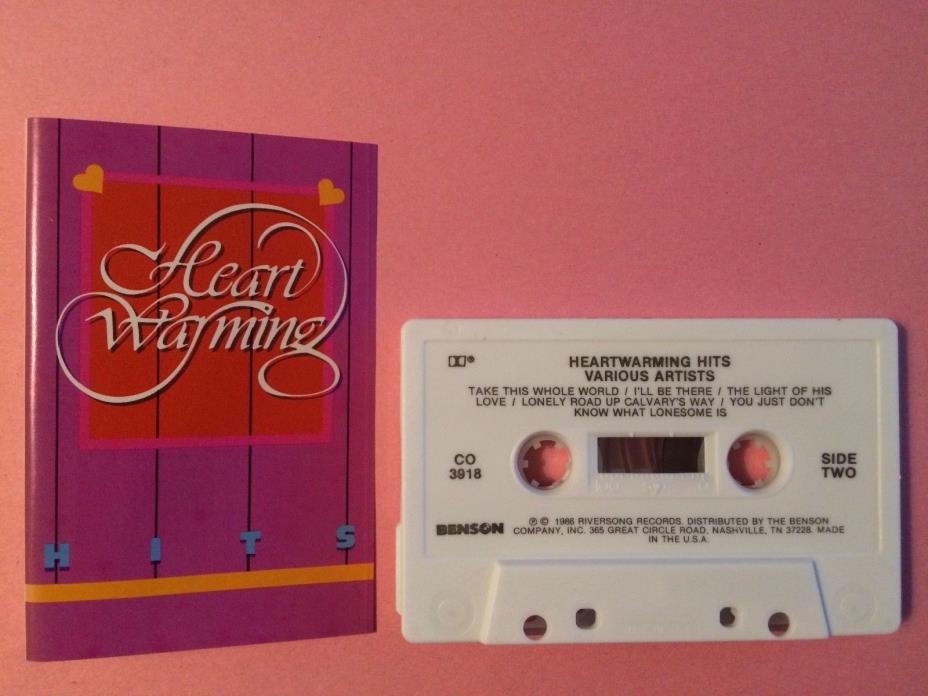 Heart
Warming
H I T S
HEARTWARMING HITS
VARIOUS ARTISTS
TAKE THIS WHOLE WORLD / I'LL BE THERE / THE LIGHT OF HIS
LOVE / LONELY ROAD UP CALVARY'S WAY / YOU JUST DON'T
KNOW WHAT LONESOME IS
CO
3918
SIDE
TWO
BENSON
℗ © 1986 RIVERSONG RECORDS. DISTRIBUTED BY THE BENSON
COMPANY, INC. 365 GREAT CIRCLE ROAD, NASHVILLE, TN 37228. MADE
IN THE U.S.A.